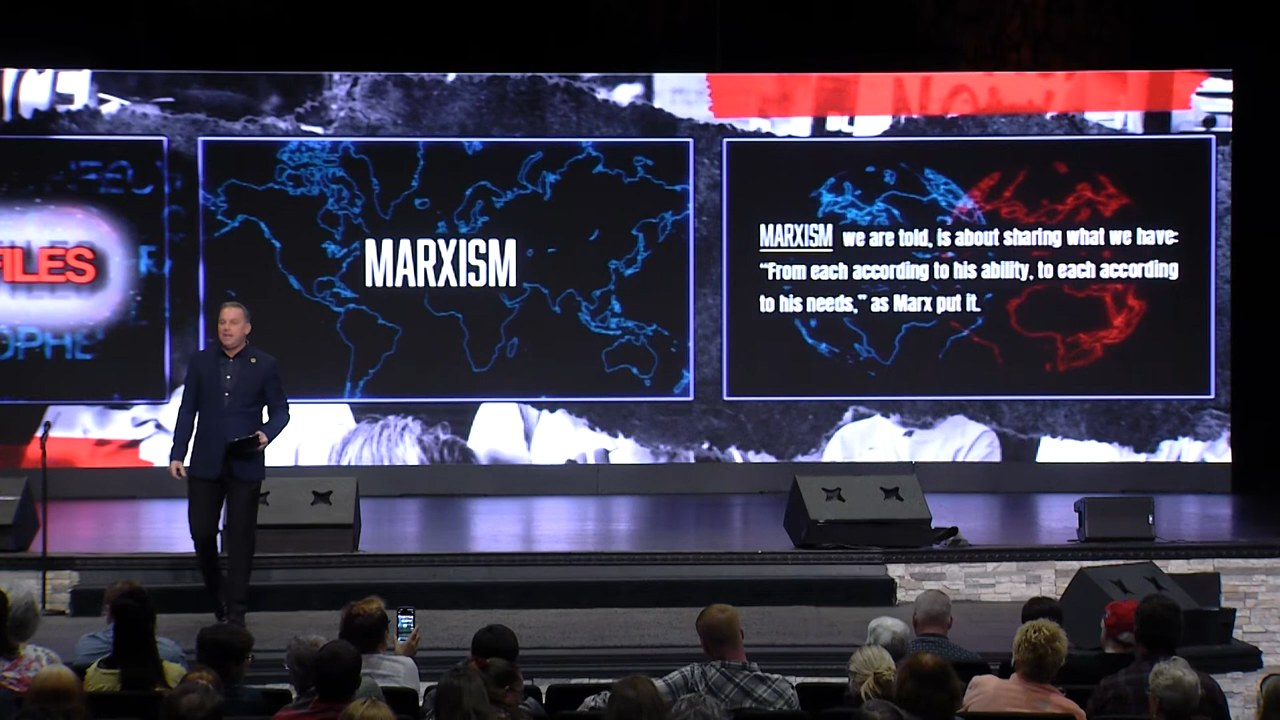 FILES
MARXISM
MARXISM we are told, is about sharing what we have:
"From each according to his ability, to each according
to his needs," as Marx put it.